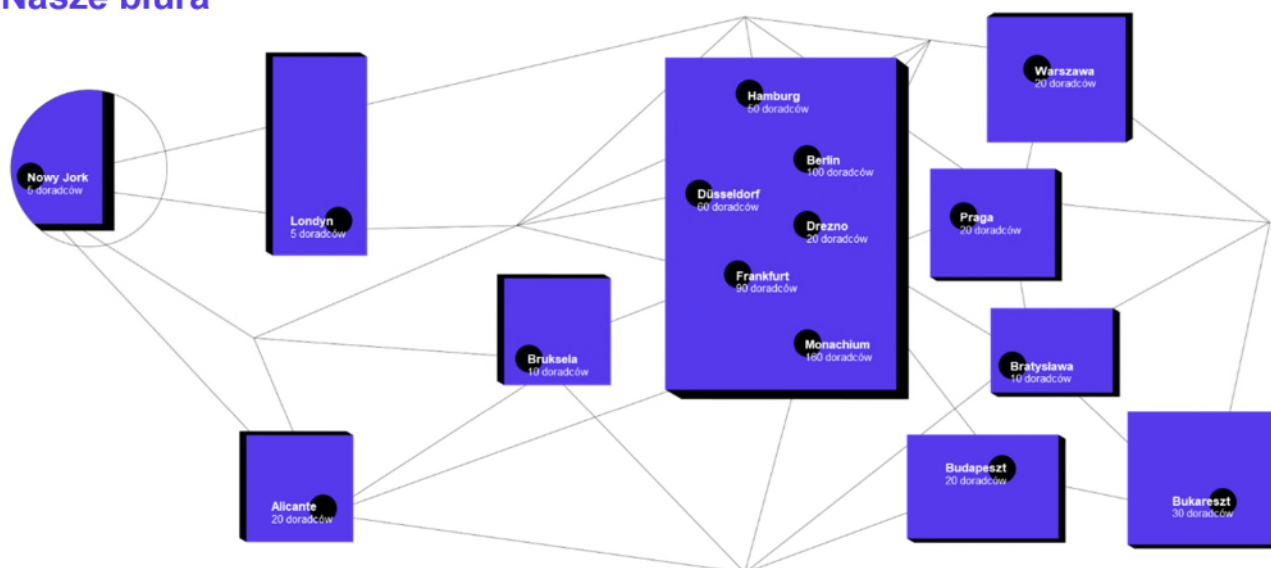 Nasze biura
Warszawa
20 doradców
Hamburg
50 doradców
Berlin
100 doradców
Nowy Jork
5 doradców
Düsseldorf
60 doradców
Londyn
5 doradców
Drezno
20 doradców
Praga
20 doradców
Frankfurt
90 doradców
Monachium
160 doradców
Bruksela
10 doradców
Bratysława
10 doradców
Budapeszt
20 doradców
Alicante
20 doradców
Bukareszt
30 doradców